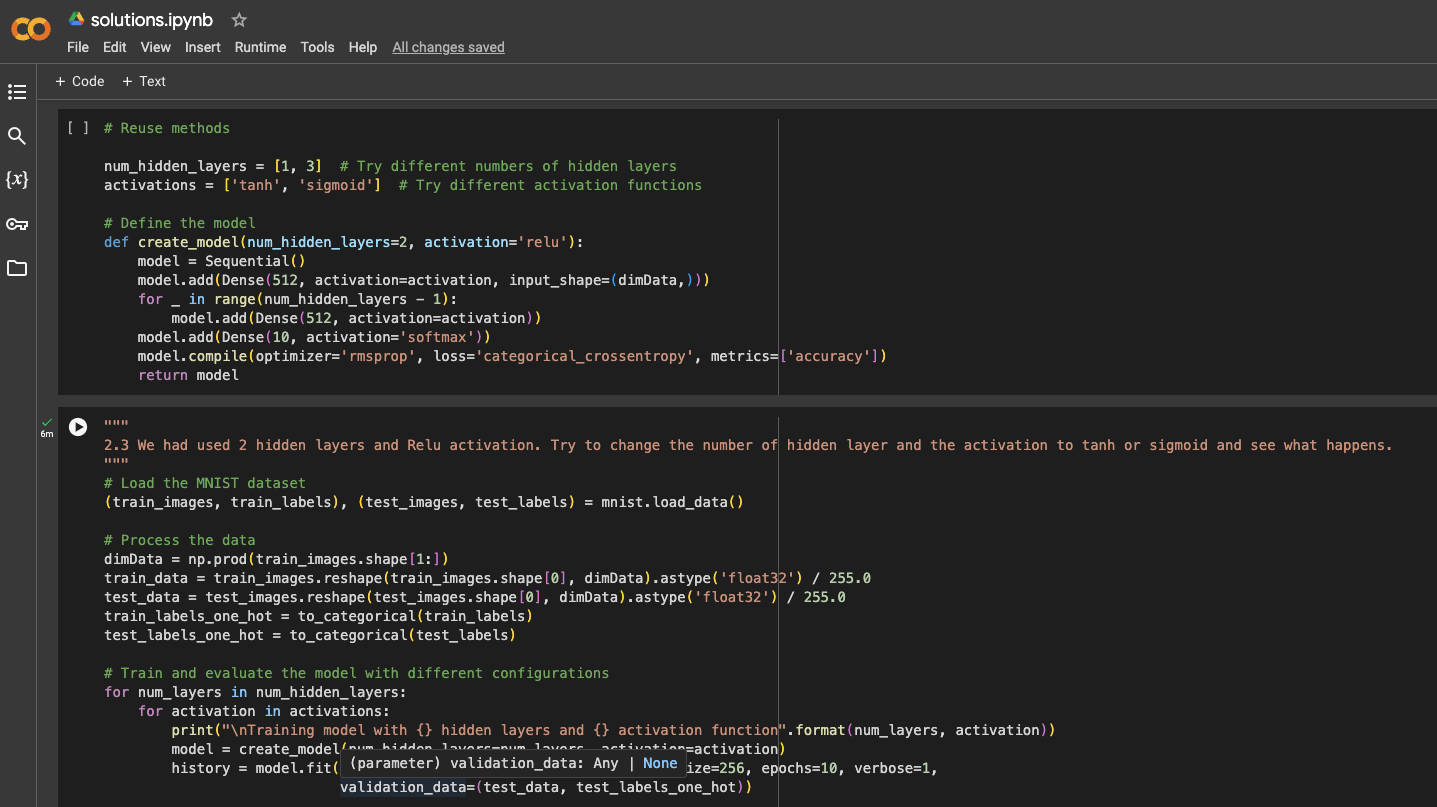 solutions.ipynb
File Edit View Insert Runtime Tools Help All changes saved
+ Code + Text
{x}
[ ] # Reuse methods
num_hidden_layers = [1, 3]  # Try different numbers of hidden layers
activations = ['tanh', 'sigmoid']  # Try different activation functions
# Define the model
def create_model(num_hidden_layers=2, activation='relu'):
    model = Sequential()
    model.add(Dense(512, activation=activation, input_shape=(dimData,)))
    for _ in range(num_hidden_layers - 1):
        model.add(Dense(512, activation=activation))
    model.add(Dense(10, activation='softmax'))
    model.compile(optimizer='rmsprop', loss='categorical_crossentropy', metrics=['accuracy'])
    return model
6m
"""
2.3 We had used 2 hidden layers and Relu activation. Try to change the number of hidden layer and the activation to tanh or sigmoid and see what happens.
"""
# Load the MNIST dataset
(train_images, train_labels), (test_images, test_labels) = mnist.load_data()
# Process the data
dimData = np.prod(train_images.shape[1:])
train_data = train_images.reshape(train_images.shape[0], dimData).astype('float32') / 255.0
test_data = test_images.reshape(test_images.shape[0], dimData).astype('float32') / 255.0
train_labels_one_hot = to_categorical(train_labels)
test_labels_one_hot = to_categorical(test_labels)
# Train and evaluate the model with different configurations
for num_layers in num_hidden_layers:
    for activation in activations:
        print("\nTraining model with {} hidden layers and {} activation function".format(num_layers, activation))
        model = create_model(num_hidden_layers=num_layers, activation=activation)
        history = model.fit( ize=256, epochs=10, verbose=1,
(parameter) validation_data: Any | None
                            validation_data=(test_data, test_labels_one_hot))